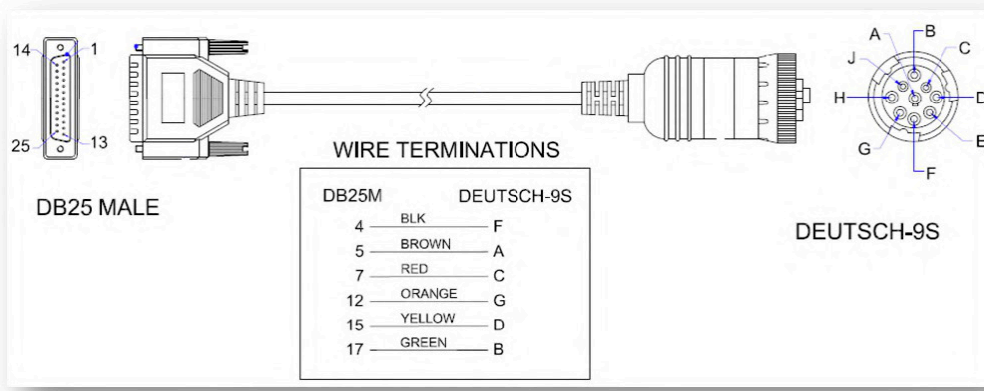 14
1
25
13
DB25 MALE
A
B
C
J
H
D
G
E
F
DEUTSCH-9S
WIRE TERMINATIONS
DB25M DEUTSCH-9S
4 BLK F
5 BROWN A
7 RED C
12 ORANGE G
15 YELLOW D
17 GREEN B